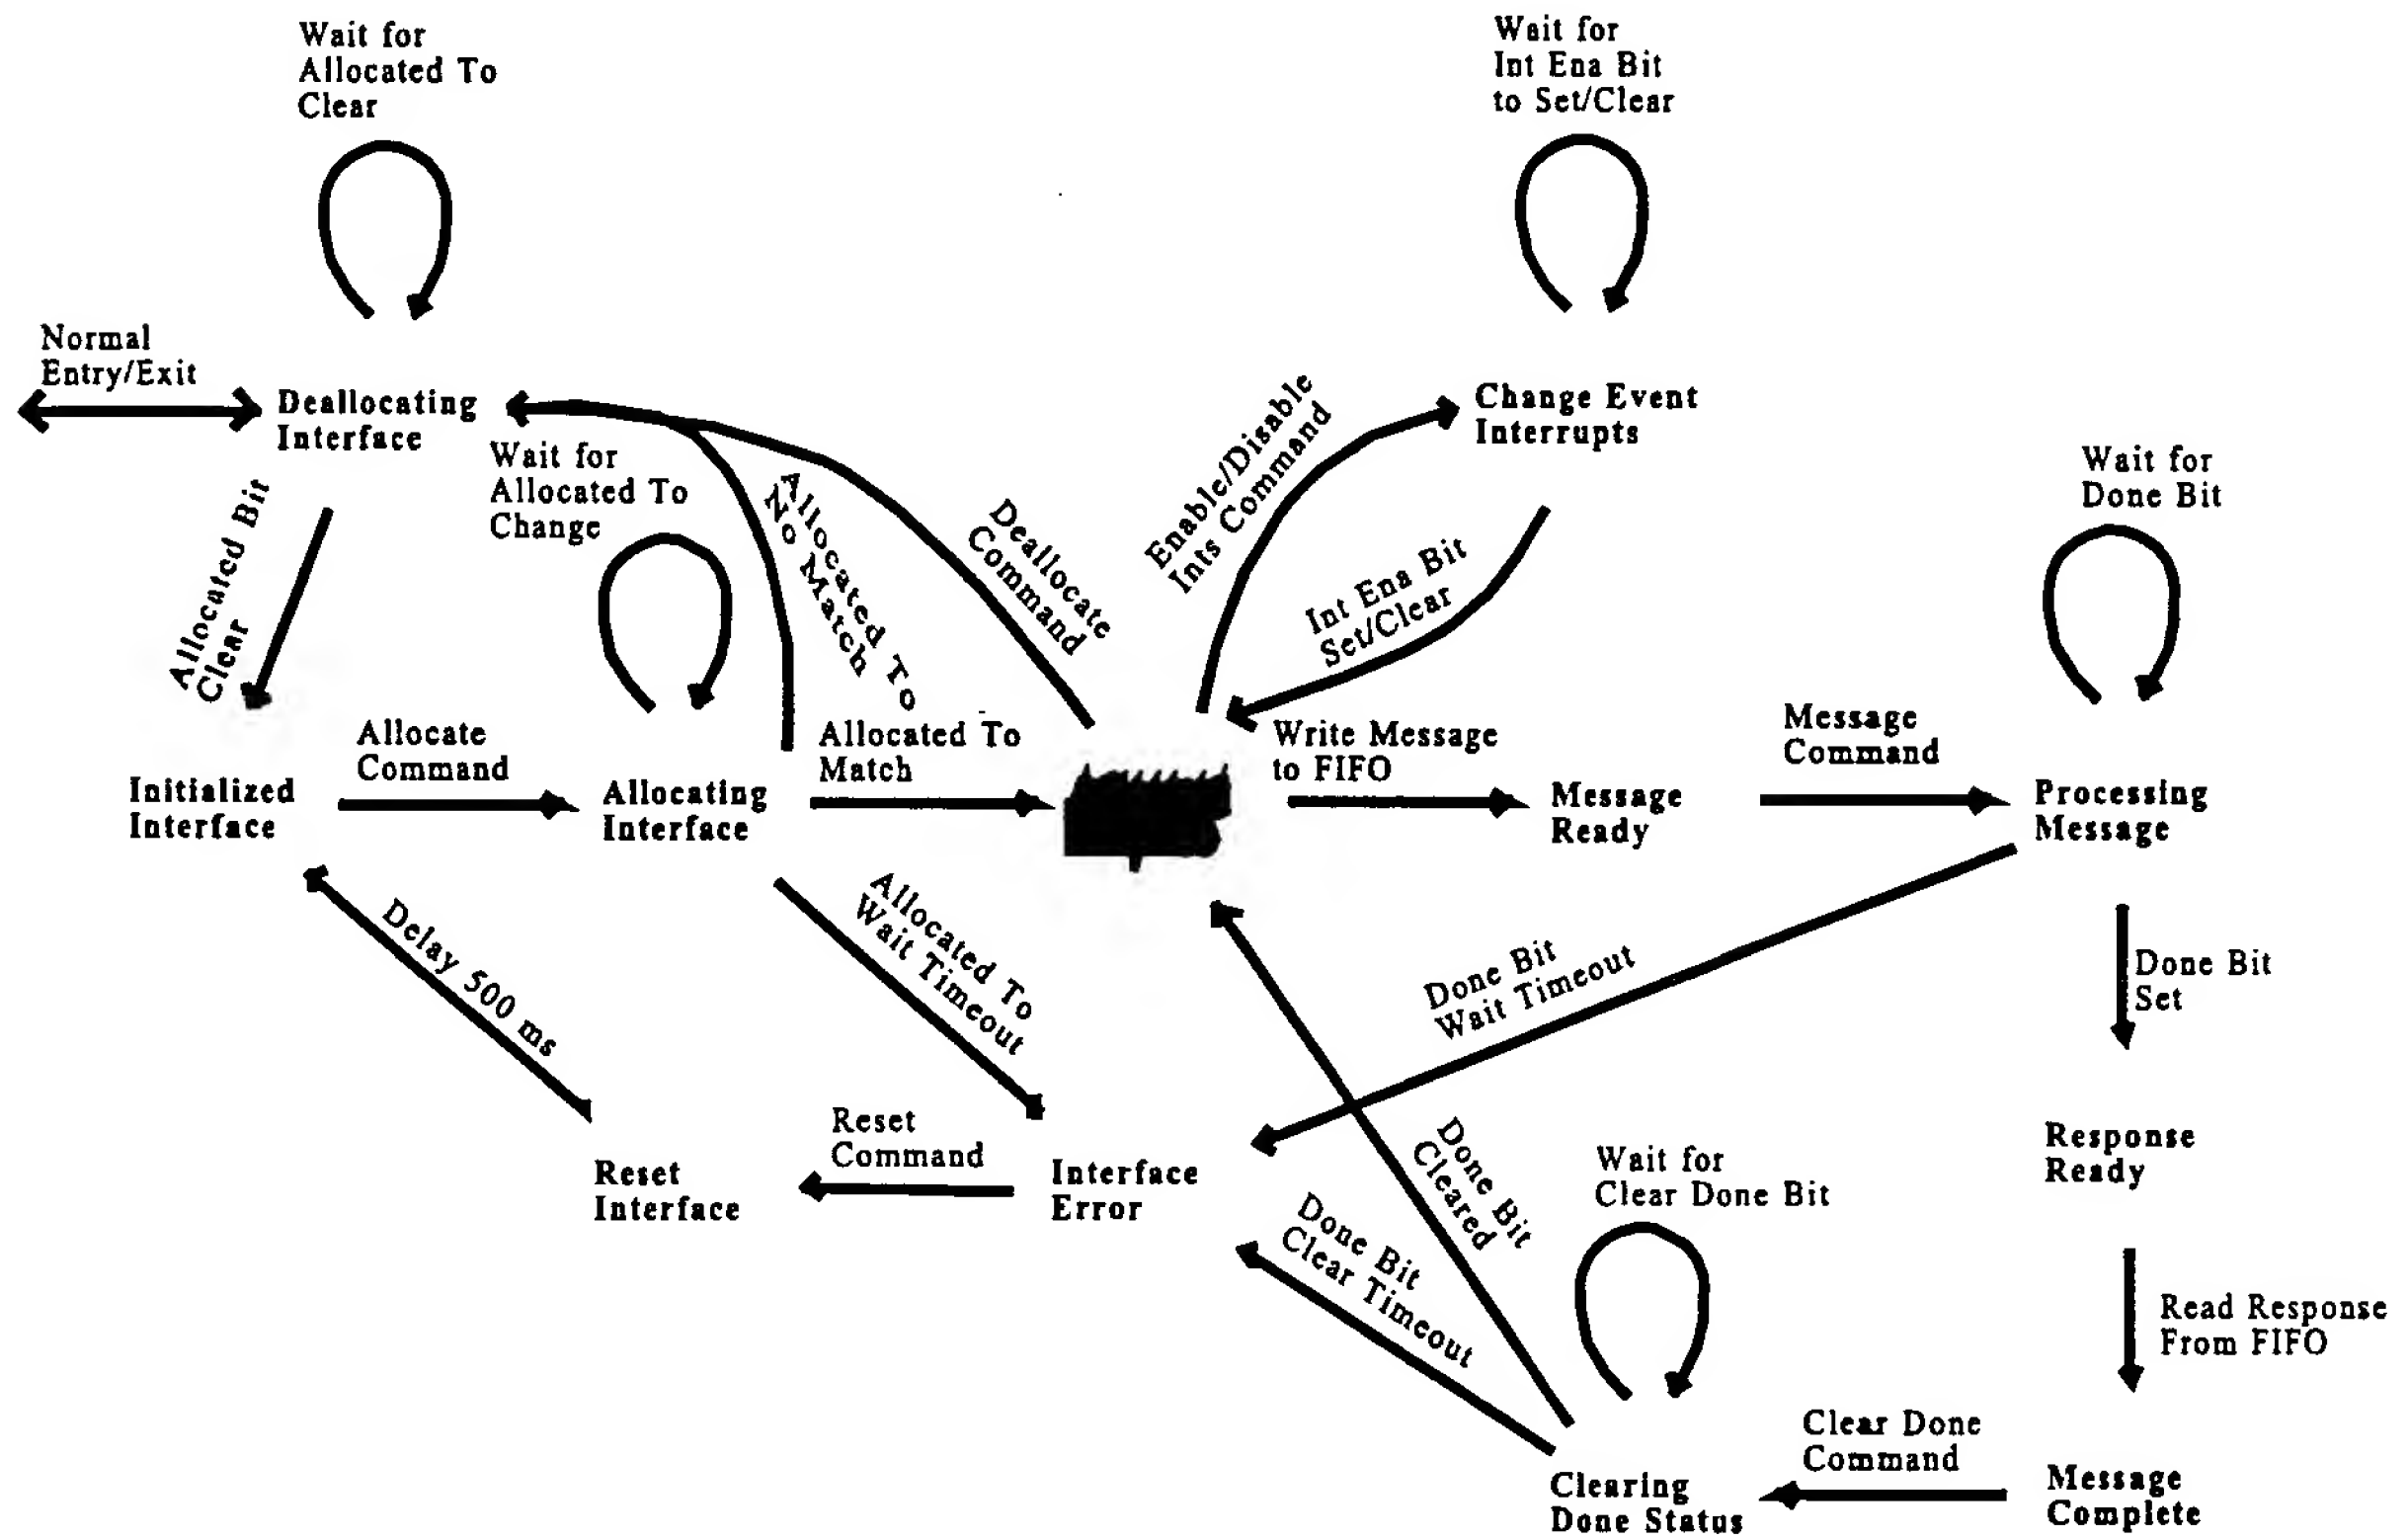 Wait for
Allocated To
Clear
Wait for
Int Ena Bit
to Set/Clear
Normal
Entry/Exit
Deallocating
Interface
Wait for
Allocated To
Change
Allocated Bit
Clear
Allocated To
No Match
Deallocate
Command
Enable/Disable
Ints Command
Change Event
Interrupts
Int Ena Bit
Set/Clear
Wait for
Done Bit
Initialized
Interface
Allocate
Command
Allocating
Interface
Allocated To
Match
Write Message
to FIFO
Message
Ready
Message
Command
Processing
Message
Delay 500 ms
Allocated To
Wait Timeout
Done Bit
Wait Timeout
Done Bit
Set
Reset
Interface
Reset
Command
Interface
Error
Done Bit
Cleared
Done Bit
Clear Timeout
Wait for
Clear Done Bit
Response
Ready
Read Response
From FIFO
Clearing
Done Status
Clear Done
Command
Message
Complete